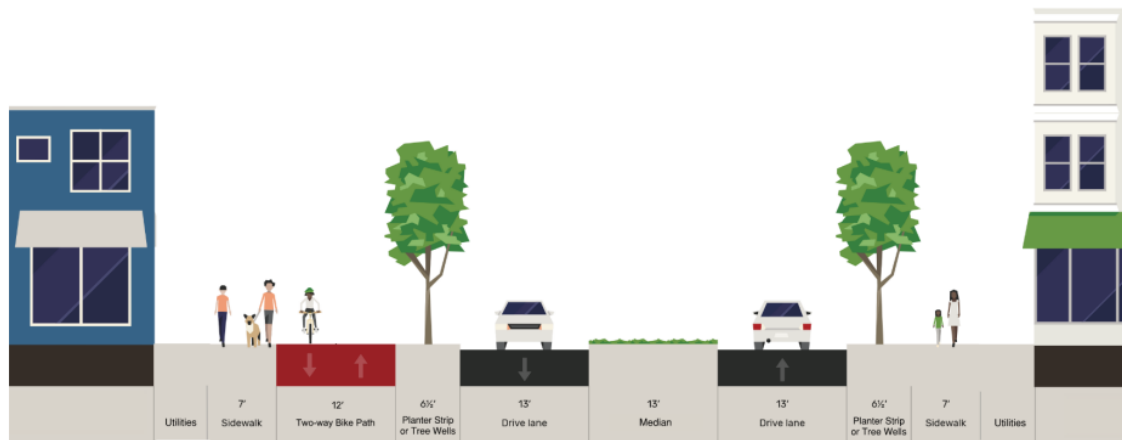 7'
12'
6½'
13'
13'
13'
6½'
7'
Utilities
Sidewalk
Two-way Bike Path
Planter Strip
or Tree Wells
Drive lane
Median
Drive lane
Planter Strip
or Tree Wells
Sidewalk
Utilities